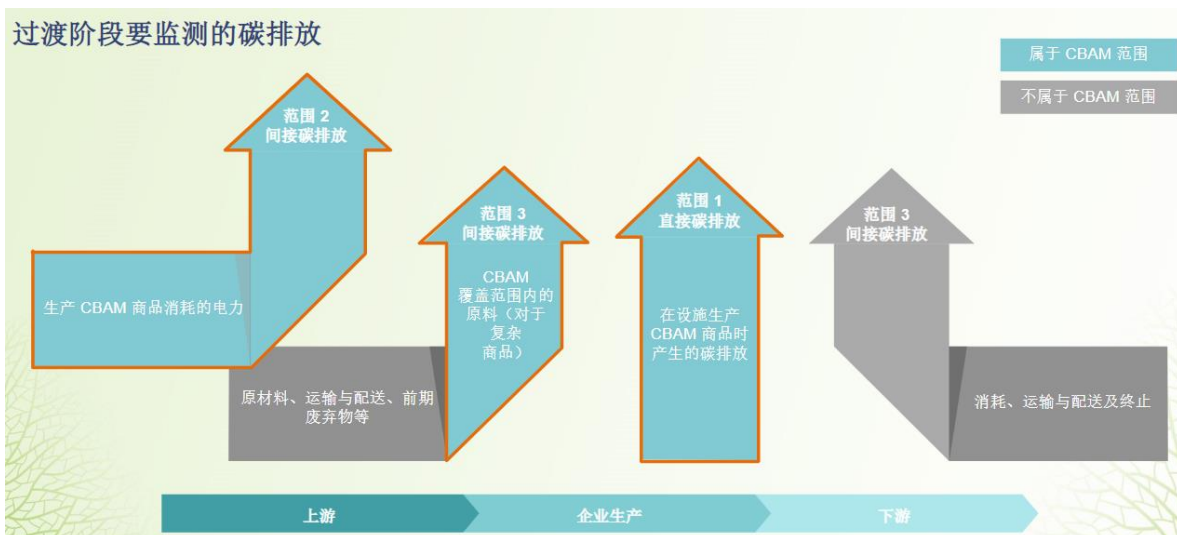 过渡阶段要监测的碳排放
属于 CBAM 范围
不属于 CBAM 范围
范围 2
间接碳排放
生产 CBAM 商品消耗的电力
范围 3
间接碳排放
CBAM
覆盖范围内的
原料（对于
复杂
商品）
原材料、运输与配送、前期
废弃物等
范围 1
直接碳排放
在设施生产
CBAM 商品时
产生的碳排放
范围 3
间接碳排放
消耗、运输与配送及终止
上游
企业生产
下游